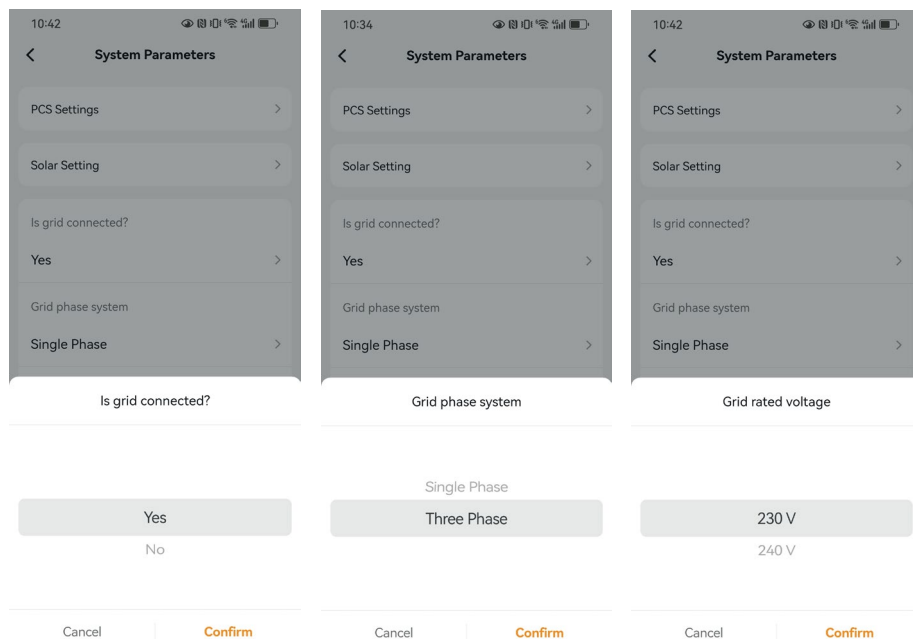 10:42
System Parameters
PCS Settings
Solar Setting
Is grid connected?
Yes
Grid phase system
Single Phase
Is grid connected?
Yes
No
Cancel
Confirm
10:34
System Parameters
PCS Settings
Solar Setting
Is grid connected?
Yes
Grid phase system
Single Phase
Grid phase system
Single Phase
Three Phase
Cancel
Confirm
10:42
System Parameters
PCS Settings
Solar Setting
Is grid connected?
Yes
Grid phase system
Single Phase
Grid rated voltage
230 V
240 V
Cancel
Confirm